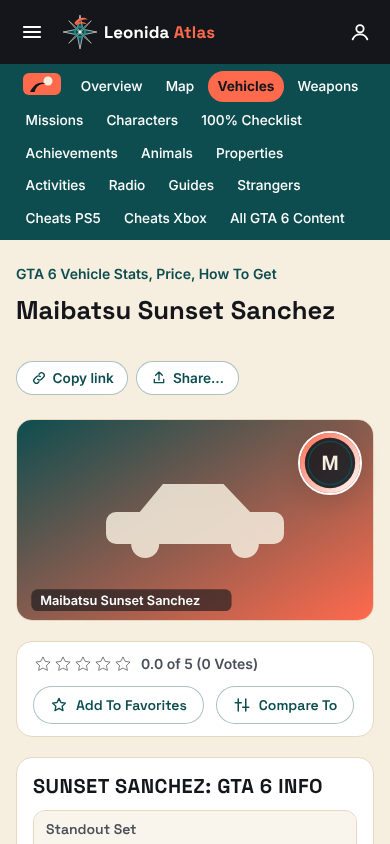 Leonida Atlas
Overview Map Vehicles Weapons
Missions Characters 100% Checklist
Achievements Animals Properties
Activities Radio Guides Strangers
Cheats PS5 Cheats Xbox All GTA 6 Content
GTA 6 Vehicle Stats, Price, How To Get
Maibatsu Sunset Sanchez
Copy link Share...
M
Maibatsu Sunset Sanchez
0.0 of 5 (0 Votes)
Add To Favorites Compare To
SUNSET SANCHEZ: GTA 6 INFO
Standout Set